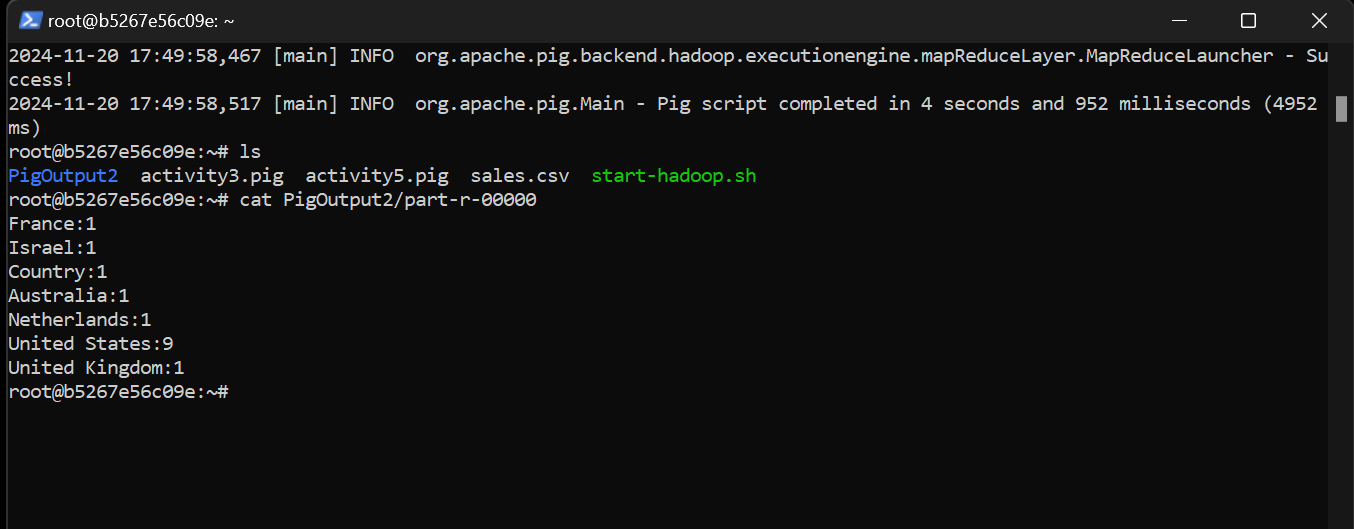 root@b5267e56c09e: ~
2024-11-20 17:49:58,467 [main] INFO  org.apache.pig.backend.hadoop.executionengine.mapReduceLayer.MapReduceLauncher - Su
ccess!
2024-11-20 17:49:58,517 [main] INFO  org.apache.pig.Main - Pig script completed in 4 seconds and 952 milliseconds (4952
ms)
root@b5267e56c09e:~# ls
PigOutput2  activity3.pig  activity5.pig  sales.csv  start-hadoop.sh
root@b5267e56c09e:~# cat PigOutput2/part-r-00000
France:1
Israel:1
Country:1
Australia:1
Netherlands:1
United States:9
United Kingdom:1
root@b5267e56c09e:~#